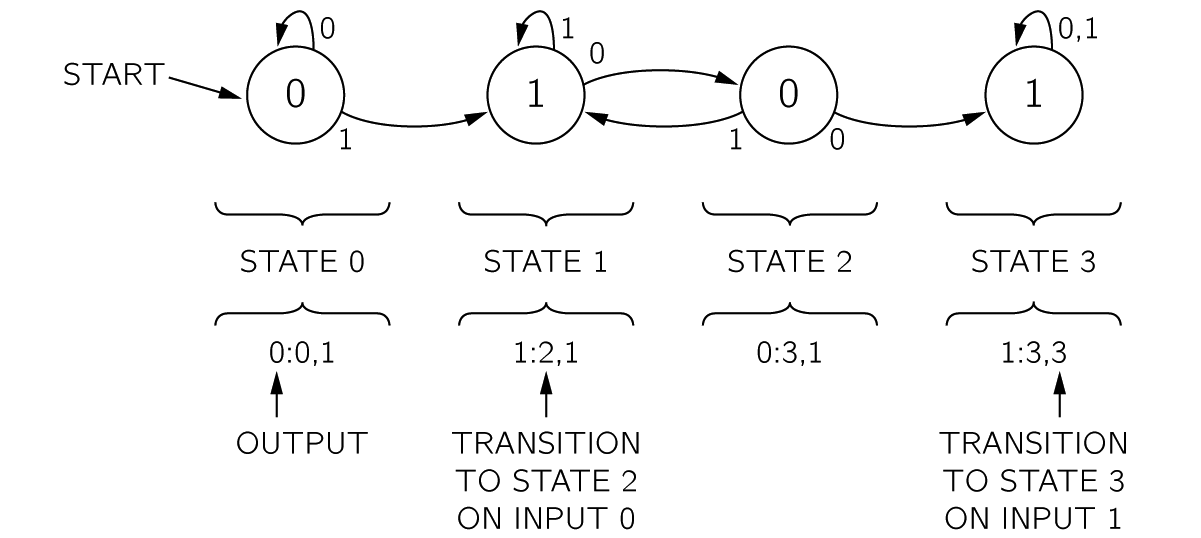 0 1 0 0,1
START 0 1 0 1
1 1 0
STATE 0 STATE 1 STATE 2 STATE 3
0:0,1 1:2,1 0:3,1 1:3,3
OUTPUT TRANSITION TRANSITION
TO STATE 2 TO STATE 3
ON INPUT 0 ON INPUT 1